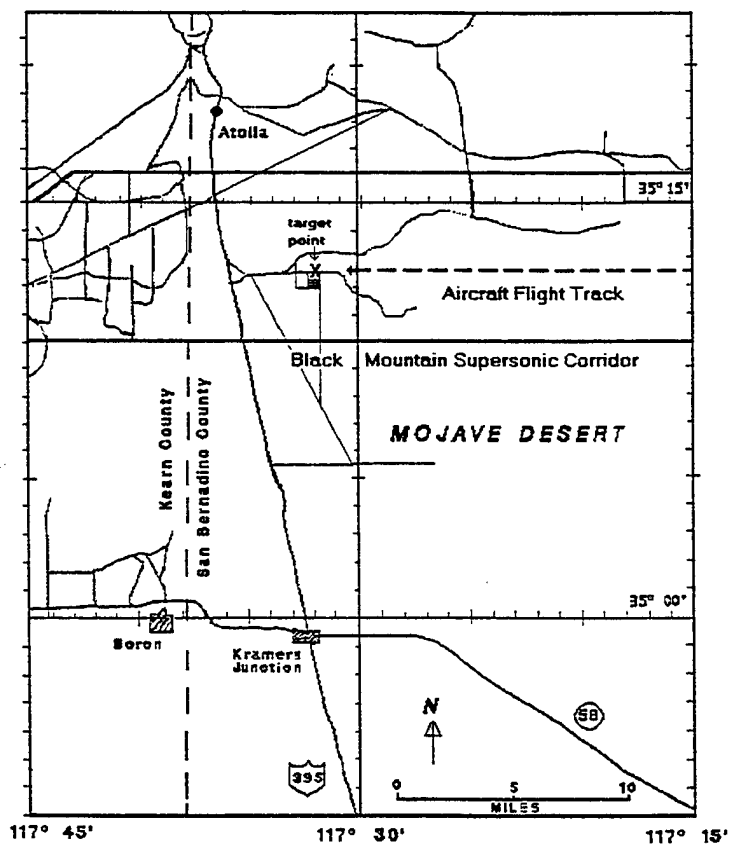 Atolla
35° 15'
target
point
X
Aircraft Flight Track
Black Mountain Supersonic Corridor
MOJAVE DESERT
Kearn County
San Bernadino County
35° 00'
Boron
Kramers
Junction
N
58
395
0 5 10
MILES
117° 45' 117° 30' 117° 15'